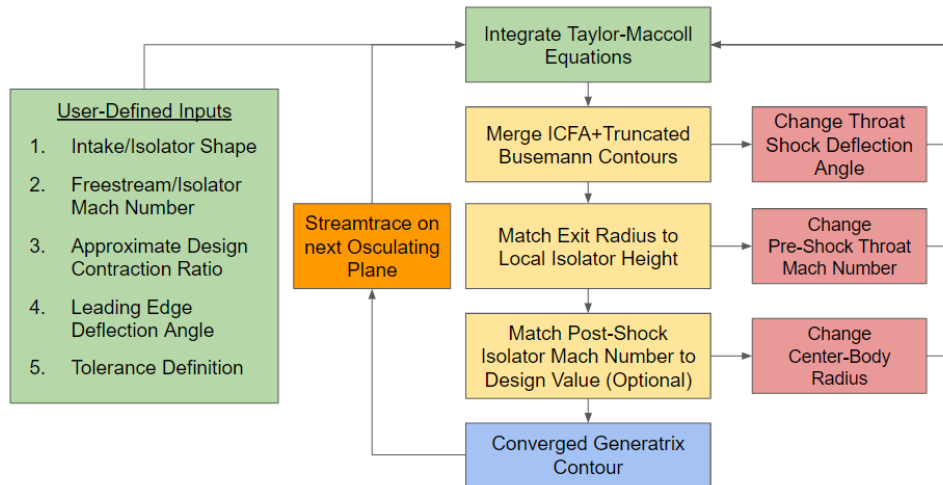 Integrate Taylor-Maccoll
Equations
User-Defined Inputs
1. Intake/Isolator Shape
2. Freestream/Isolator
Mach Number
3. Approximate Design
Contraction Ratio
4. Leading Edge
Deflection Angle
5. Tolerance Definition
Merge ICFA+Truncated
Busemann Contours
Change Throat
Shock Deflection
Angle
Streamtrace on
next Osculating
Plane
Match Exit Radius to
Local Isolator Height
Change
Pre-Shock Throat
Mach Number
Match Post-Shock
Isolator Mach Number to
Design Value (Optional)
Change
Center-Body
Radius
Converged Generatrix
Contour